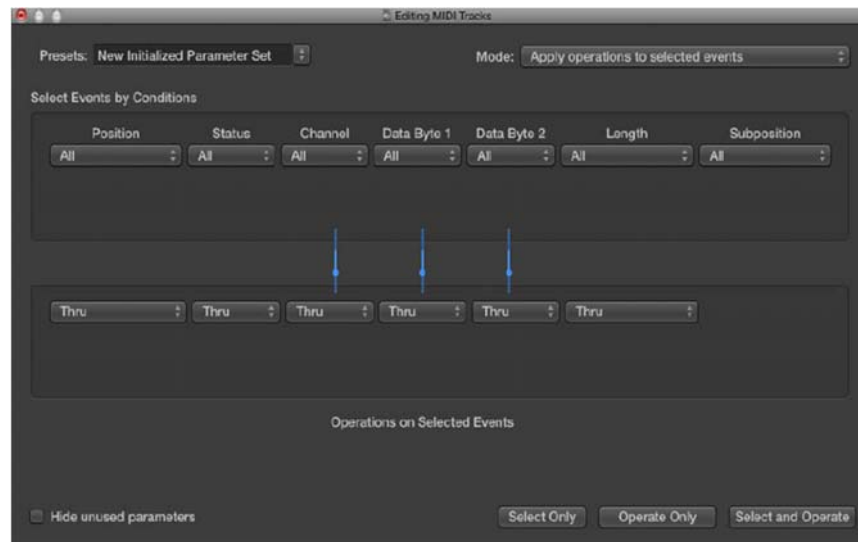 Editing MIDI Tracks
Presets: New Initialized Parameter Set Mode: Apply operations to selected events
Select Events by Conditions
Position Status Channel Data Byte 1 Data Byte 2 Length Subposition
All All All All All All All
Thru Thru Thru Thru Thru Thru
Operations on Selected Events
Hide unused parameters Select Only Operate Only Select and Operate